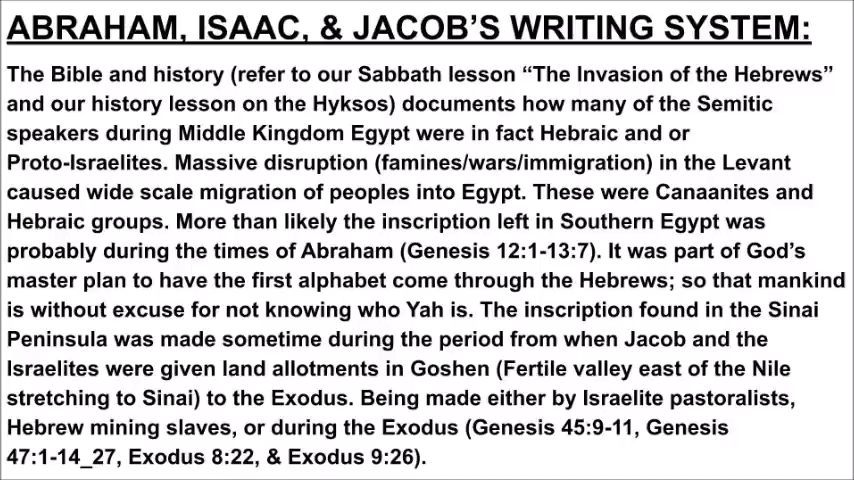 ABRAHAM, ISAAC, & JACOB’S WRITING SYSTEM:
The Bible and history (refer to our Sabbath lesson “The Invasion of the Hebrews”
and our history lesson on the Hyksos) documents how many of the Semitic
speakers during Middle Kingdom Egypt were in fact Hebraic and or
Proto-Israelites. Massive disruption (famines/wars/immigration) in the Levant
caused wide scale migration of peoples into Egypt. These were Canaanites and
Hebraic groups. More than likely the inscription left in Southern Egypt was
probably during the times of Abraham (Genesis 12:1-13:7). It was part of God’s
master plan to have the first alphabet come through the Hebrews; so that mankind
is without excuse for not knowing who Yah is. The inscription found in the Sinai
Peninsula was made sometime during the period from when Jacob and the
Israelites were given land allotments in Goshen (Fertile valley east of the Nile
stretching to Sinai) to the Exodus. Being made either by Israelite pastoralists,
Hebrew mining slaves, or during the Exodus (Genesis 45:9-11, Genesis
47:1-14_27, Exodus 8:22, & Exodus 9:26).